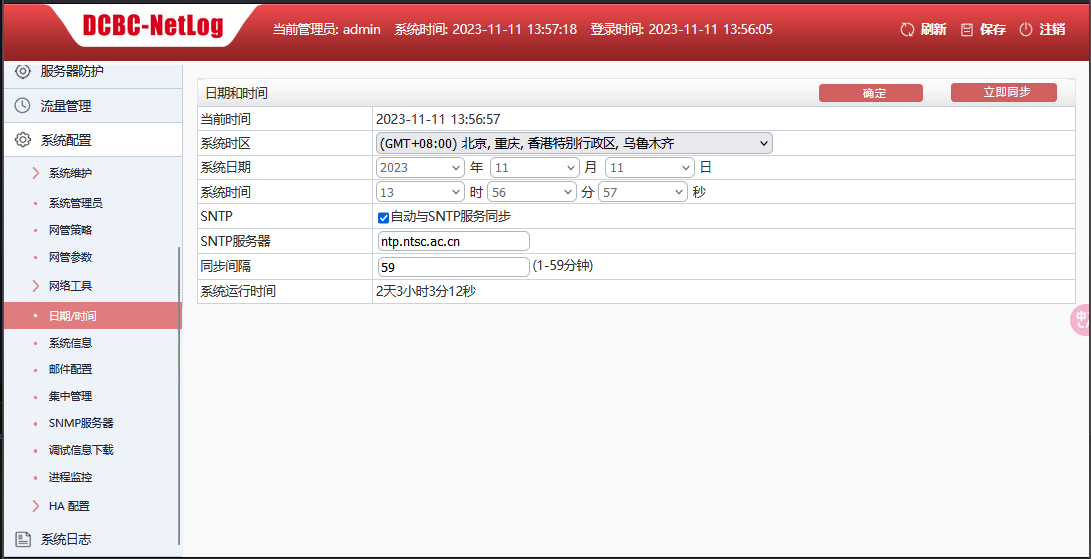 DCBC-NetLog
当前管理员: admin 系统时间: 2023-11-11 13:57:18 登录时间: 2023-11-11 13:56:05 刷新 保存 注销
服务器防护
流量管理
系统配置
系统维护
系统管理员
网管策略
网管参数
网络工具
日期/时间
系统信息
邮件配置
集中管理
SNMP服务器
调试信息下载
进程监控
HA 配置
系统日志
日期和时间 确定 立即同步
当前时间 2023-11-11 13:56:57
系统时区 (GMT+08:00) 北京, 重庆, 香港特别行政区, 乌鲁木齐
系统日期 2023 年 11 月 11 日
系统时间 13 时 56 分 57 秒
SNTP 自动与SNTP服务同步
SNTP服务器 ntp.ntsc.ac.cn
同步间隔 59 (1-59分钟)
系统运行时间 2天3小时3分12秒